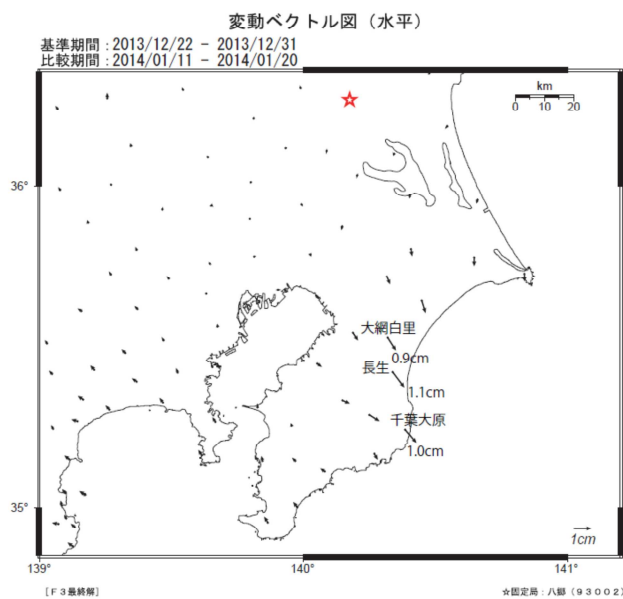 変動ベクトル図（水平）
基準期間：2013/12/22 - 2013/12/31
比較期間：2014/01/11 - 2014/01/20
km
0 10 20
36°
大網白里
0.9cm
長生
1.1cm
千葉大原
1.0cm
35°
1cm
139° 140° 141°
[Ｆ３最終解] ☆固定局：八郷（９３００２）